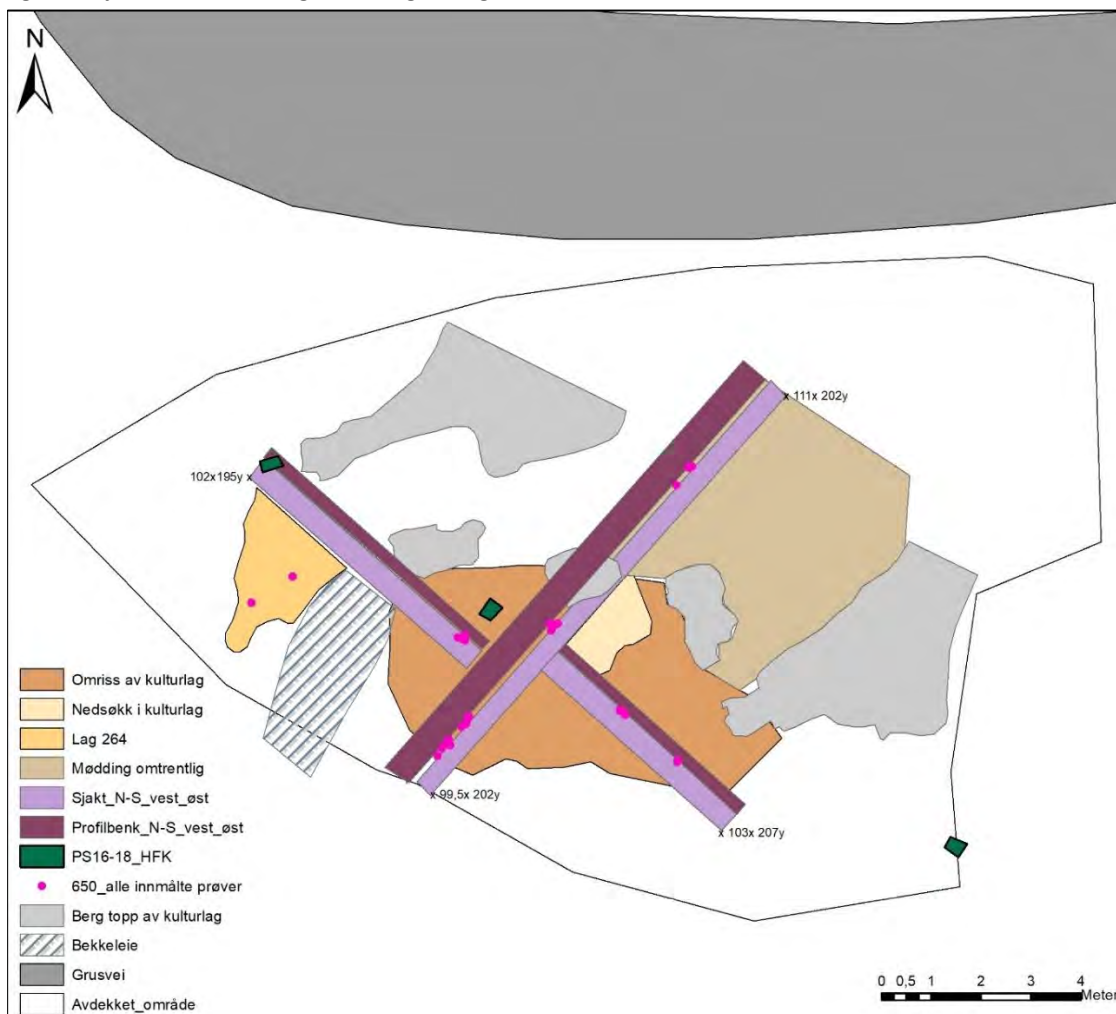 N
x 111x 202y
102x195y x
x 99,5x 202y
x 103x 207y
Omriss av kulturlag
Nedsøkk i kulturlag
Lag 264
Mødding omtrentlig
Sjakt_N-S_vest_øst
Profilbenk_N-S_vest_øst
PS16-18_HFK
650_alle innmålte prøver
Berg topp av kulturlag
Bekkeleie
Grusvei
Avdekket_område
0 0,5 1 2 3 4
Meter